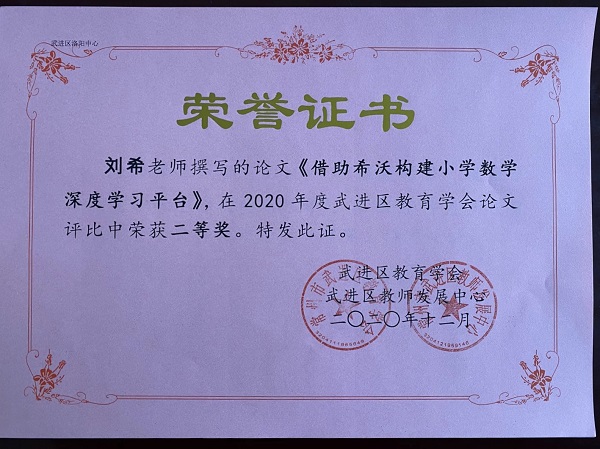 武进区洛阳中心
荣誉证书
刘希老师撰写的论文《借助希沃构建小学数学
深度学习平台》，在2020年度武进区教育学会论文
评比中荣获二等奖。特发此证。
武进区教育学会
武进区教师发展中心
二〇二〇年十二月